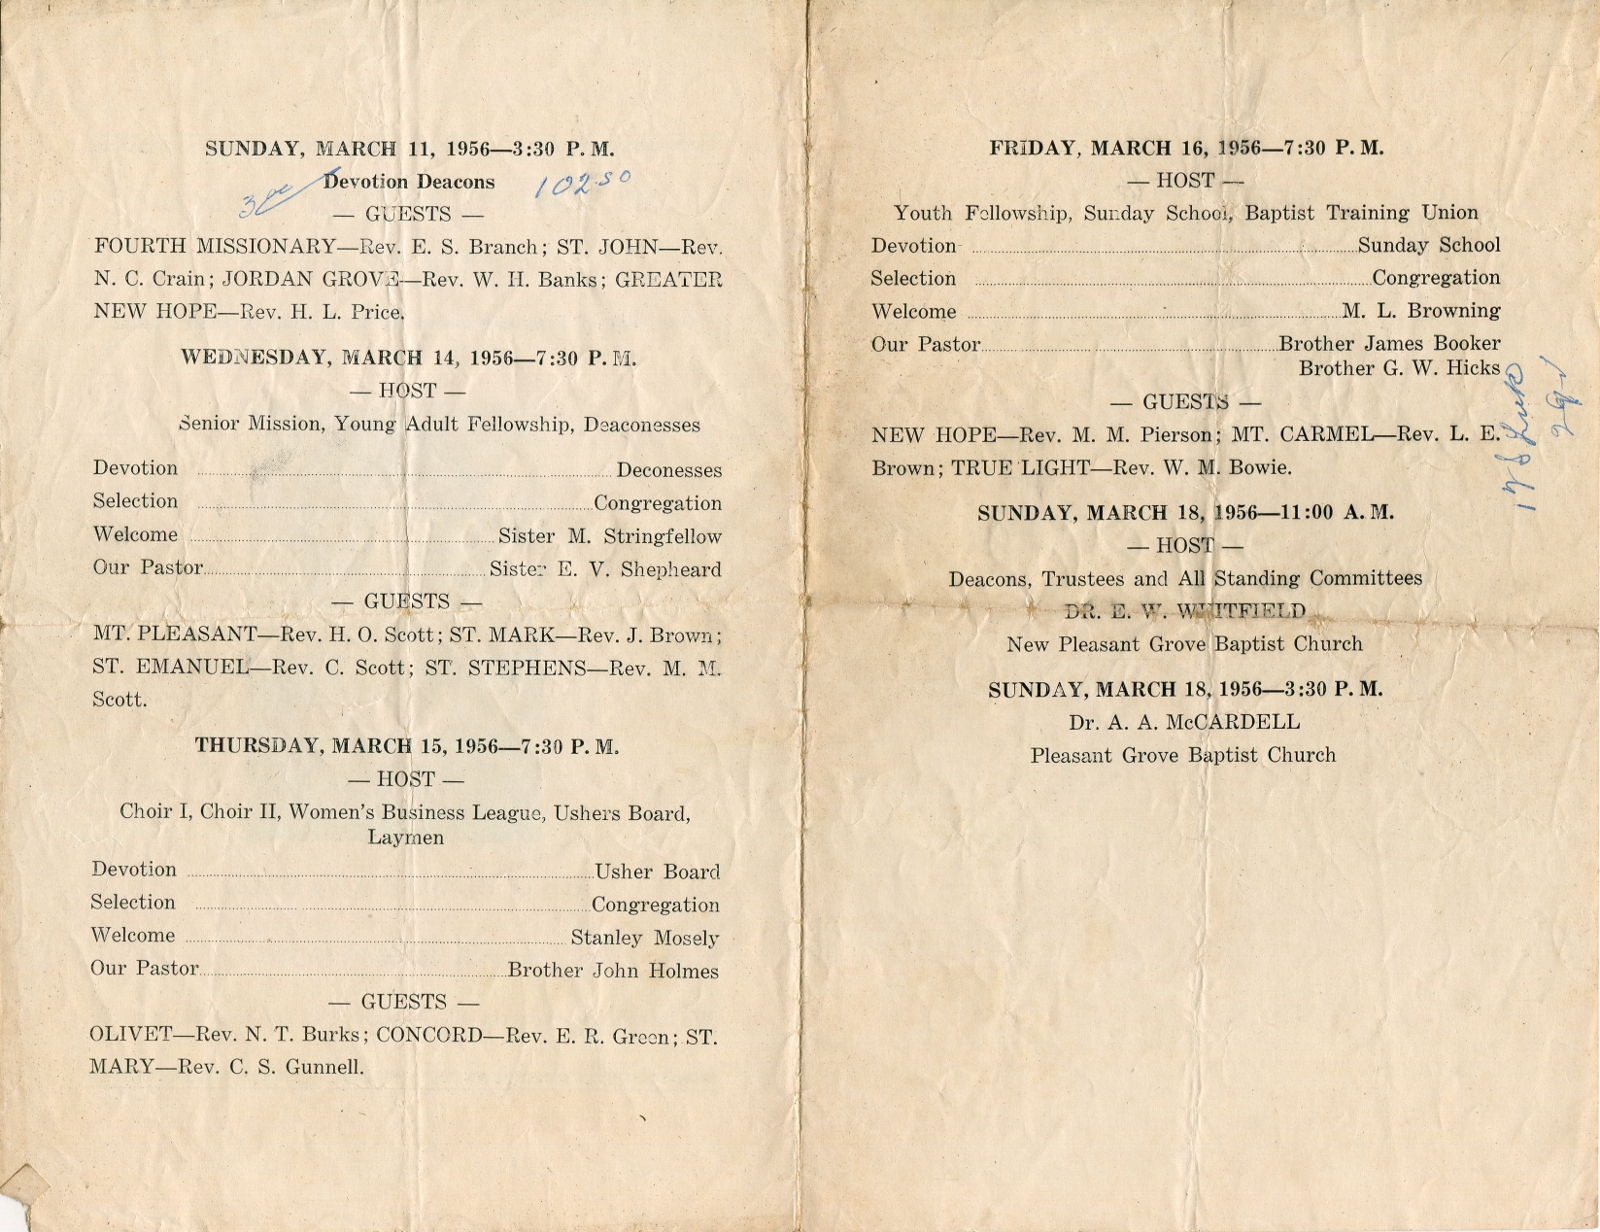 SUNDAY, MARCH 11, 1956—3:30 P. M.
Devotion Deacons 102.50
— GUESTS —
FOURTH MISSIONARY—Rev. E. S. Branch; ST. JOHN—Rev.
N. C. Crain; JORDAN GROVE—Rev. W. H. Banks; GREATER
NEW HOPE—Rev. H. L. Price.
WEDNESDAY, MARCH 14, 1956—7:30 P. M.
— HOST —
Senior Mission, Young Adult Fellowship, Deaconesses
Devotion ........ Deconesses
Selection ........ Congregation
Welcome ........ Sister M. Stringfellow
Our Pastor ........ Sister E. V. Shepheard
— GUESTS —
MT. PLEASANT—Rev. H. O. Scott; ST. MARK—Rev. J. Brown;
ST. EMANUEL—Rev. C. Scott; ST. STEPHENS—Rev. M. M.
Scott.
THURSDAY, MARCH 15, 1956—7:30 P. M.
— HOST —
Choir I, Choir II, Women's Business League, Ushers Board,
Laymen
Devotion ........ Usher Board
Selection ........ Congregation
Welcome ........ Stanley Mosely
Our Pastor ........ Brother John Holmes
— GUESTS —
OLIVET—Rev. N. T. Burks; CONCORD—Rev. E. R. Green; ST.
MARY—Rev. C. S. Gunnell.
FRIDAY, MARCH 16, 1956—7:30 P. M.
— HOST —
Youth Fellowship, Sunday School, Baptist Training Union
Devotion ........ Sunday School
Selection ........ Congregation
Welcome ........ M. L. Browning
Our Pastor ........ Brother James Booker
Brother G. W. Hicks
— GUESTS —
NEW HOPE—Rev. M. M. Pierson; MT. CARMEL—Rev. L. E.
Brown; TRUE LIGHT—Rev. W. M. Bowie.
SUNDAY, MARCH 18, 1956—11:00 A. M.
— HOST —
Deacons, Trustees and All Standing Committees
DR. E. W. WHITFIELD
New Pleasant Grove Baptist Church
SUNDAY, MARCH 18, 1956—3:30 P. M.
Dr. A. A. McCARDELL
Pleasant Grove Baptist Church